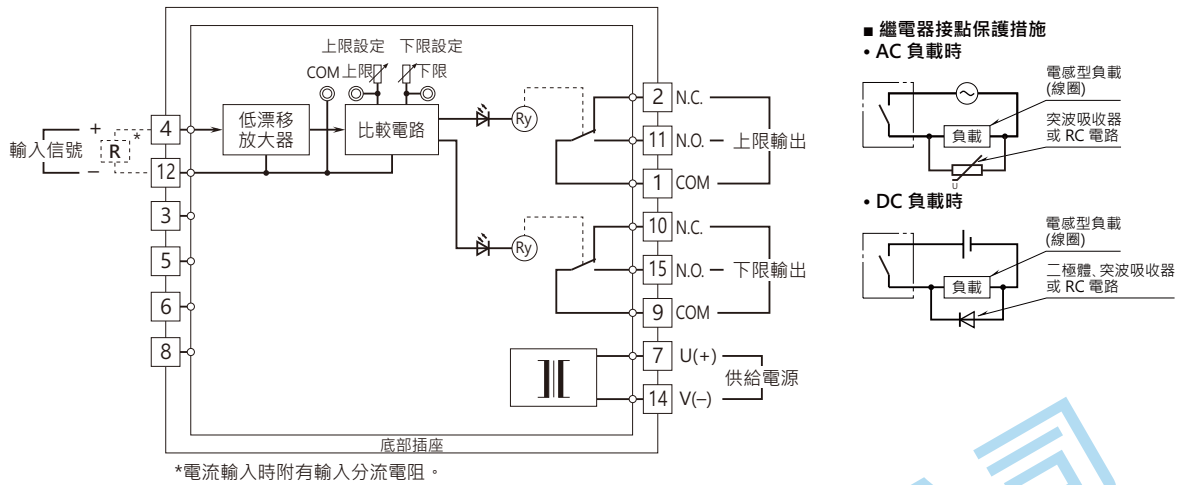 上限設定 下限設定
COM 上限 下限
低漂移
放大器
比較電路
Ry
輸入信號
+
–
R
*
4
12
3
5
6
8
2 N.C.
11 N.O.
上限輸出
1 COM
Ry
10 N.C.
15 N.O.
下限輸出
9 COM
7 U(+)
供給電源
14 V(–)
底部插座
*電流輸入時附有輸入分流電阻。
■ 繼電器接點保護措施
• AC 負載時
電感型負載
(線圈)
突波吸收器
或 RC 電路
負載
U
• DC 負載時
電感型負載
(線圈)
二極體、突波吸收器
或 RC 電路
負載
司